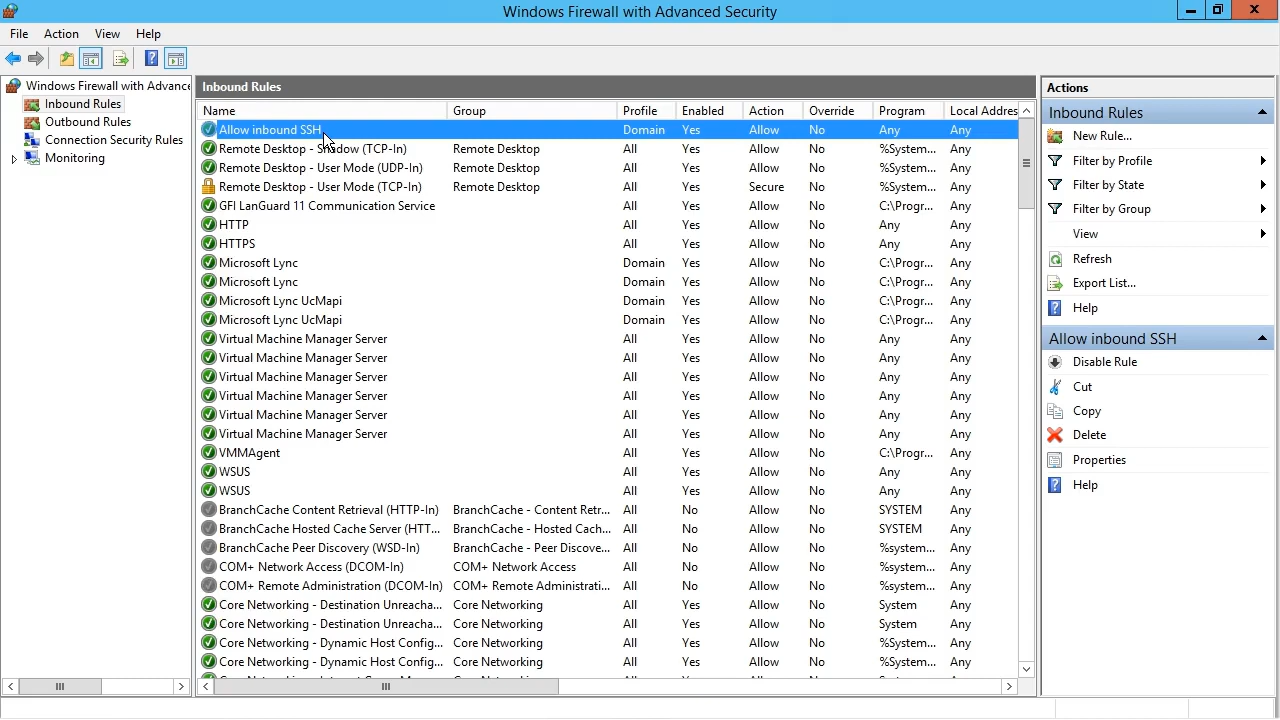 Windows Firewall with Advanced Security
File Action View Help
Windows Firewall with Advance
Inbound Rules
Outbound Rules
Connection Security Rules
Monitoring
Inbound Rules
Name Group Profile Enabled Action Override Program Local Addres
Allow inbound SSH Domain Yes Allow No Any Any
Remote Desktop - Shadow (TCP-In) Remote Desktop All Yes Allow No %System... Any
Remote Desktop - User Mode (UDP-In) Remote Desktop All Yes Allow No %System... Any
Remote Desktop - User Mode (TCP-In) Remote Desktop All Yes Secure No %System... Any
GFI LanGuard 11 Communication Service All Yes Allow No C:\Progr... Any
HTTP All Yes Allow No Any Any
HTTPS All Yes Allow No Any Any
Microsoft Lync Domain Yes Allow No C:\Progr... Any
Microsoft Lync Domain Yes Allow No C:\Progr... Any
Microsoft Lync UcMapi Domain Yes Allow No C:\Progr... Any
Microsoft Lync UcMapi Domain Yes Allow No C:\Progr... Any
Virtual Machine Manager Server All Yes Allow No Any Any
Virtual Machine Manager Server All Yes Allow No Any Any
Virtual Machine Manager Server All Yes Allow No Any Any
Virtual Machine Manager Server All Yes Allow No Any Any
Virtual Machine Manager Server All Yes Allow No Any Any
Virtual Machine Manager Server All Yes Allow No Any Any
VMMAgent All Yes Allow No C:\Progr... Any
WSUS All Yes Allow No Any Any
WSUS All Yes Allow No Any Any
BranchCache Content Retrieval (HTTP-In) BranchCache - Content Retr... All No Allow No SYSTEM Any
BranchCache Hosted Cache Server (HTT... BranchCache - Hosted Cach... All No Allow No SYSTEM Any
BranchCache Peer Discovery (WSD-In) BranchCache - Peer Discove... All No Allow No %system... Any
COM+ Network Access (DCOM-In) COM+ Network Access All No Allow No %system... Any
COM+ Remote Administration (DCOM-In) COM+ Remote Administrati... All No Allow No %system... Any
Core Networking - Destination Unreacha... Core Networking All Yes Allow No System Any
Core Networking - Destination Unreacha... Core Networking All Yes Allow No System Any
Core Networking - Dynamic Host Config... Core Networking All Yes Allow No %System... Any
Core Networking - Dynamic Host Config... Core Networking All Yes Allow No %System... Any
Actions
Inbound Rules
New Rule...
Filter by Profile
Filter by State
Filter by Group
View
Refresh
Export List...
Help
Allow inbound SSH
Disable Rule
Cut
Copy
Delete
Properties
Help